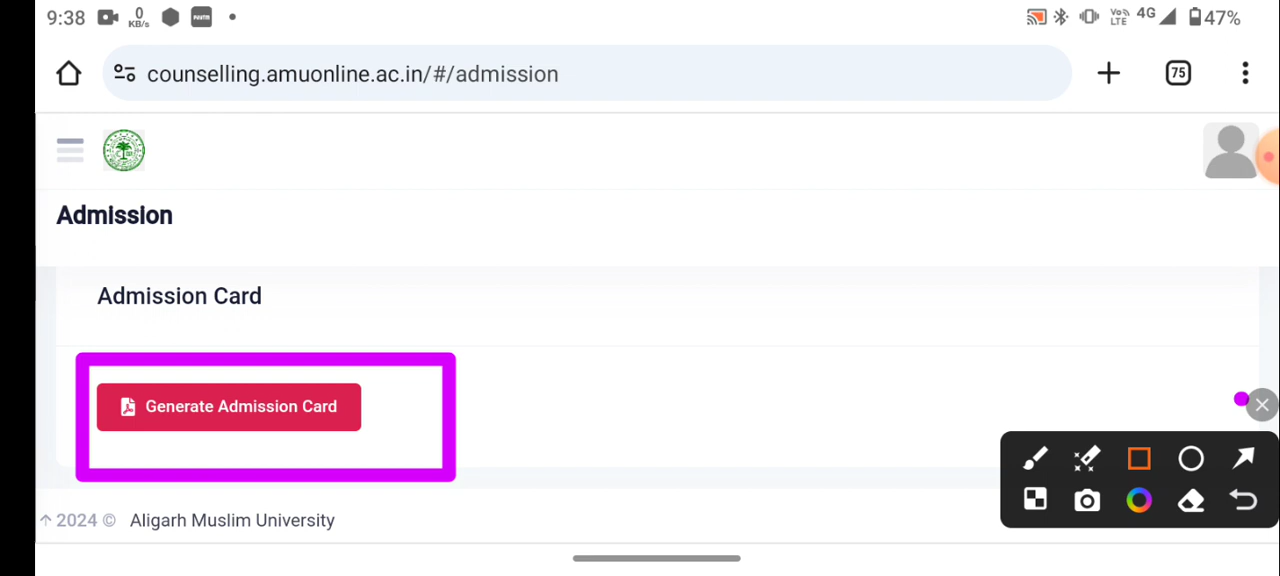 9:38 0 KB/s PAYTM Vo)) LTE 4G 47%
counselling.amuonline.ac.in/#/admission 75
Admission
Admission Card
Generate Admission Card
2024 © Aligarh Muslim University